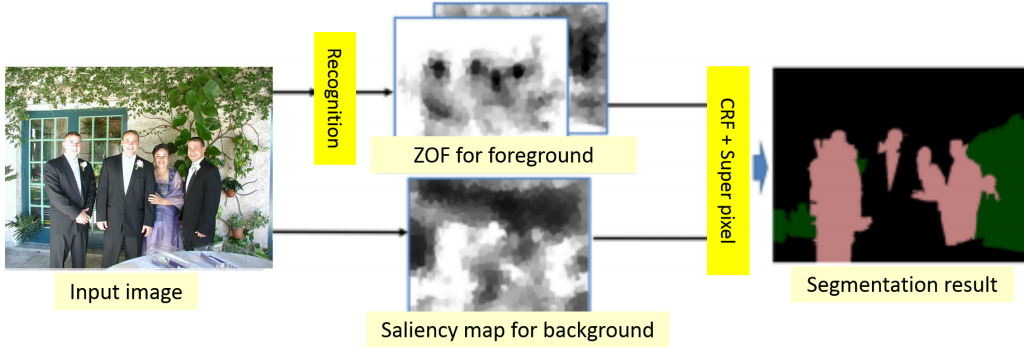 Recognition
ZOF for foreground
CRF + Super pixel
Input image
Segmentation result
Saliency map for background